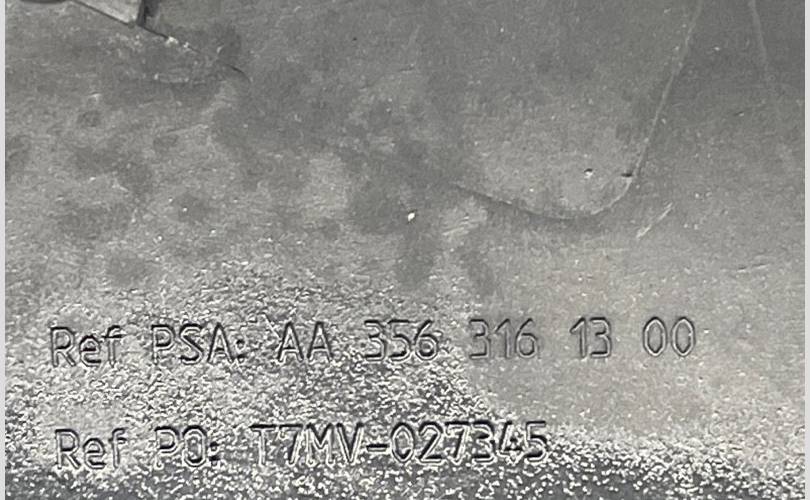 Ref PSA: AA 356 316 13 00
Ref PO: T7MV-027345